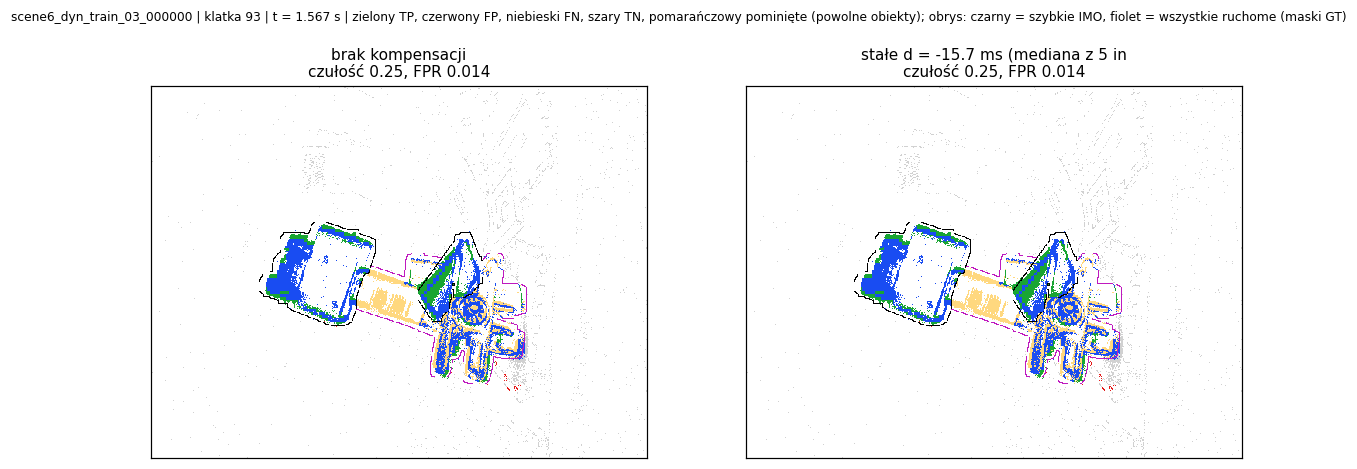 scene6_dyn_train_03_000000 | klatka 93 | t = 1.567 s | zielony TP, czerwony FP, niebieski FN, szary TN, pomarańczowy pominięte (powolne obiekty); obrys: czarny = szybkie IMO, fiolet = wszystkie ruchome (maski GT)
brak kompensacji
czułość 0.25, FPR 0.014
stałe d = -15.7 ms (mediana z 5 in
czułość 0.25, FPR 0.014